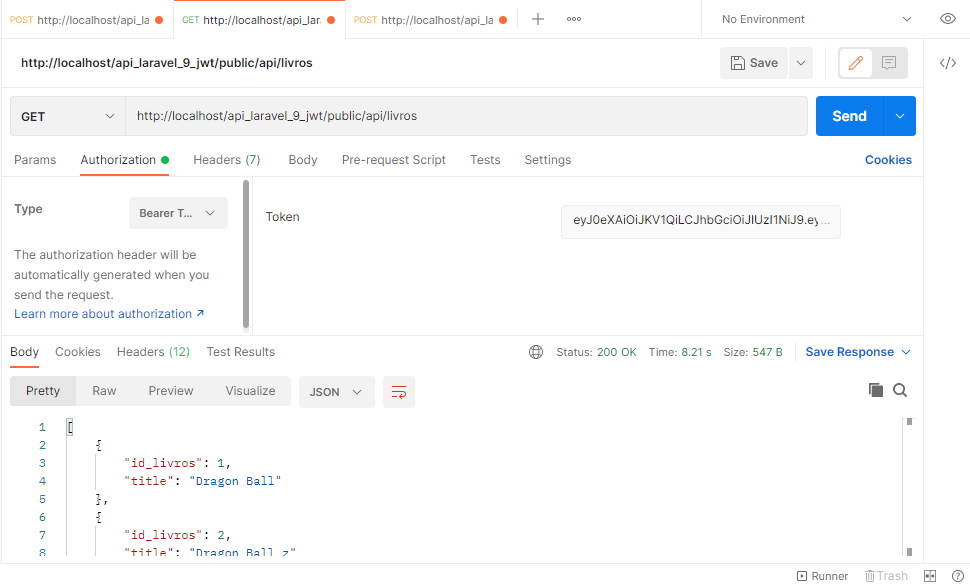 POST http://localhost/api_la
GET http://localhost/api_lar
POST http://localhost/api_la
No Environment
http://localhost/api_laravel_9_jwt/public/api/livros
Save
GET
http://localhost/api_laravel_9_jwt/public/api/livros
Send
Params
Authorization
Headers (7)
Body
Pre-request Script
Tests
Settings
Cookies
Type
Bearer T...
The authorization header will be
automatically generated when you
send the request.
Learn more about authorization ↗
Token
eyJ0eXAiOiJKV1QiLCJhbGciOiJIUzI1NiJ9.ey...
Body
Cookies
Headers (12)
Test Results
Status: 200 OK
Time: 8.21 s
Size: 547 B
Save Response
Pretty
Raw
Preview
Visualize
JSON
1 [
2 {
3 "id_livros": 1,
4 "title": "Dragon Ball"
5 },
6 {
7 "id_livros": 2,
8 "title": "Dragon Ball z"
Runner
Trash